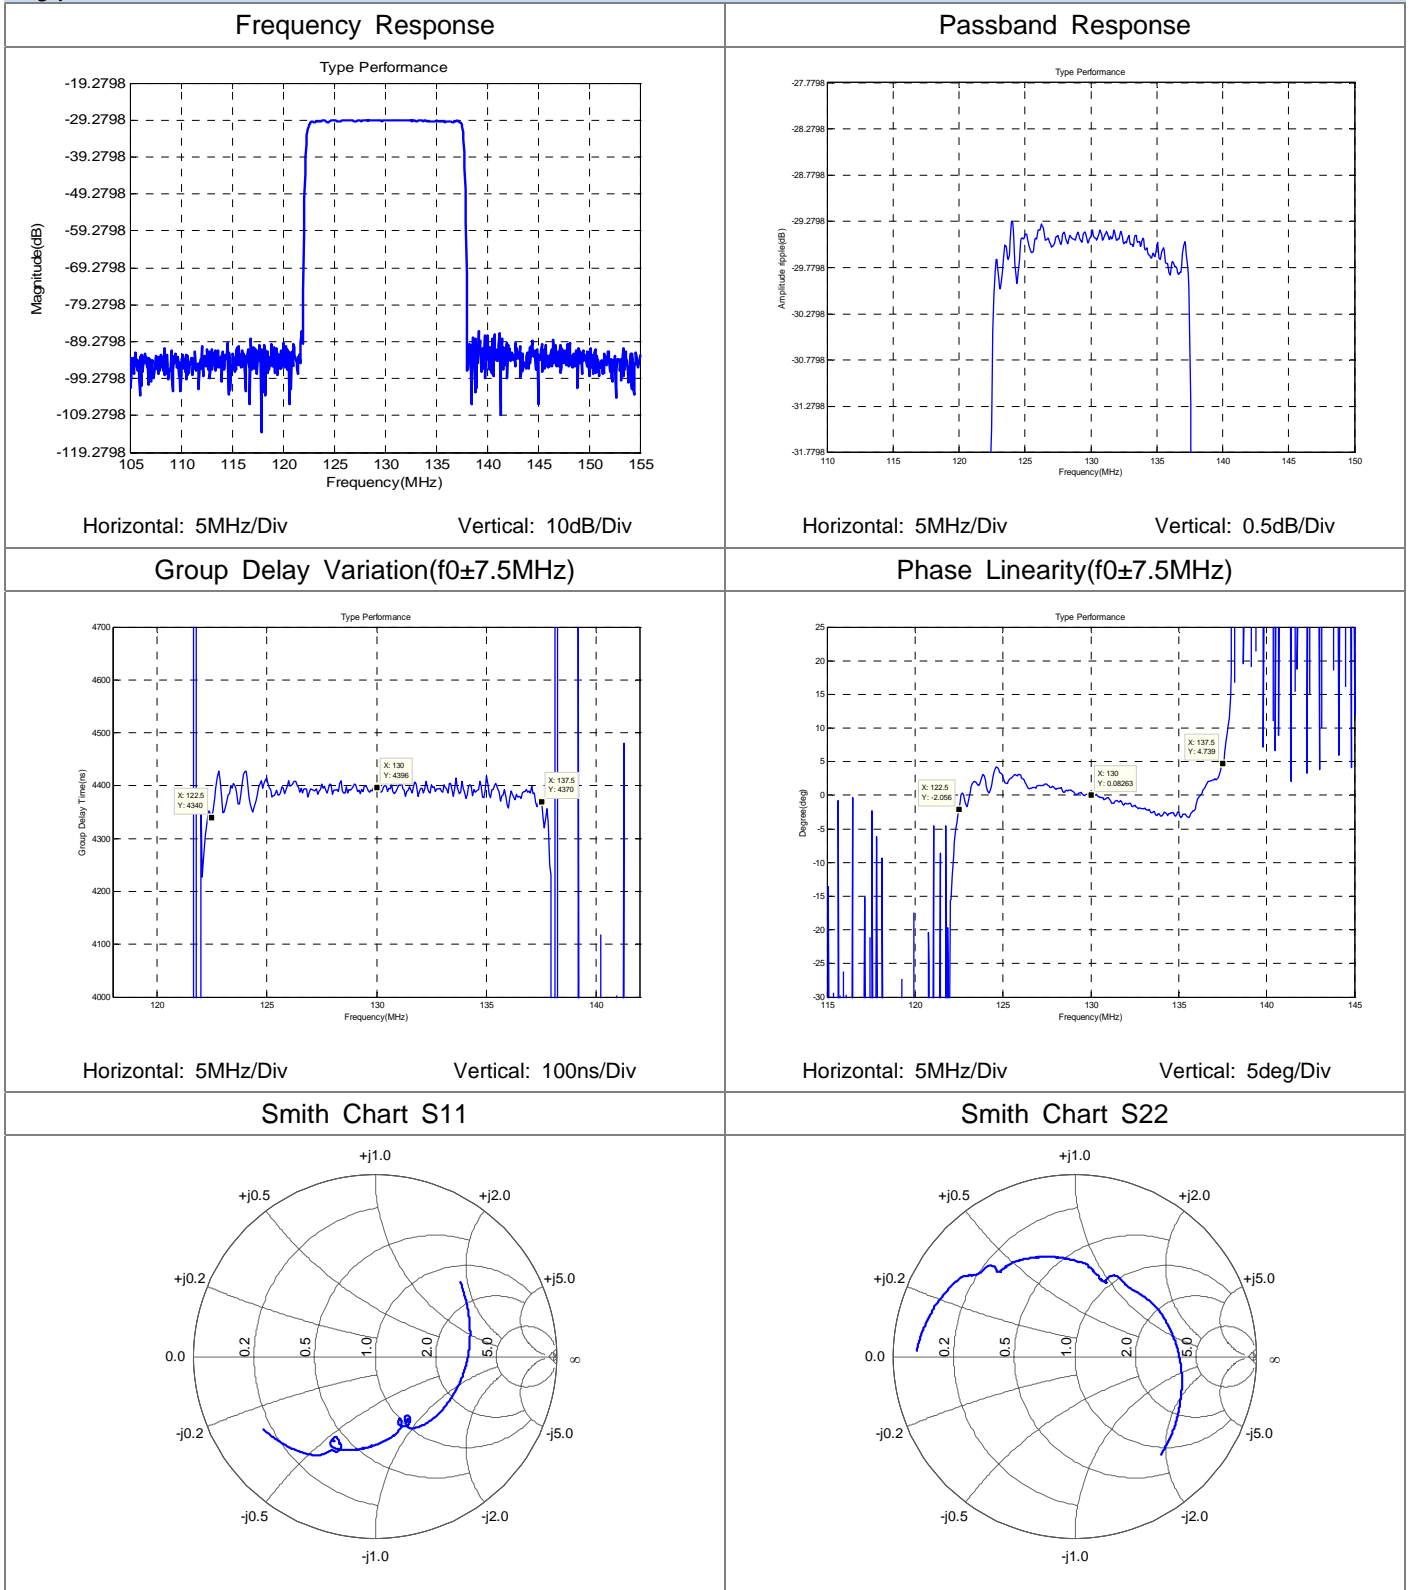 Frequency Response
Passband Response
Type Performance
-19.2798
-29.2798
-39.2798
-49.2798
-59.2798
-69.2798
-79.2798
-89.2798
-99.2798
-109.2798
-119.2798
Magnitude(dB)
105 110 115 120 125 130 135 140 145 150 155
Frequency(MHz)
Horizontal: 5MHz/Div Vertical: 10dB/Div
Type Performance
-27.7798
-28.2798
-28.7798
-29.2798
-29.7798
-30.2798
-30.7798
-31.2798
-31.7798
Amplitude ripple(dB)
110 115 120 125 130 135 140 145 150
Frequency(MHz)
Horizontal: 5MHz/Div Vertical: 0.5dB/Div
Group Delay Variation(f0±7.5MHz)
Phase Linearity(f0±7.5MHz)
Type Performance
4700
4600
4500
4400
4300
4200
4100
4000
Group Delay Time(ns)
X: 122.5
Y: 4340
X: 130
Y: 4396
X: 137.5
Y: 4370
120 125 130 135 140
Frequency(MHz)
Horizontal: 5MHz/Div Vertical: 100ns/Div
Type Performance
25
20
15
10
5
0
-5
-10
-15
-20
-25
-30
Degree(deg)
X: 122.5
Y: -2.056
X: 130
Y: 0.08263
X: 137.5
Y: 4.739
115 120 125 130 135 140 145
Frequency(MHz)
Horizontal: 5MHz/Div Vertical: 5deg/Div
Smith Chart S11
Smith Chart S22
+j1.0
+j0.5 +j2.0
+j0.2 +j5.0
0.0 0.2 0.5 1.0 2.0 5.0 ∞
-j0.2 -j5.0
-j0.5 -j2.0
-j1.0
+j1.0
+j0.5 +j2.0
+j0.2 +j5.0
0.0 0.2 0.5 1.0 2.0 5.0 ∞
-j0.2 -j5.0
-j0.5 -j2.0
-j1.0